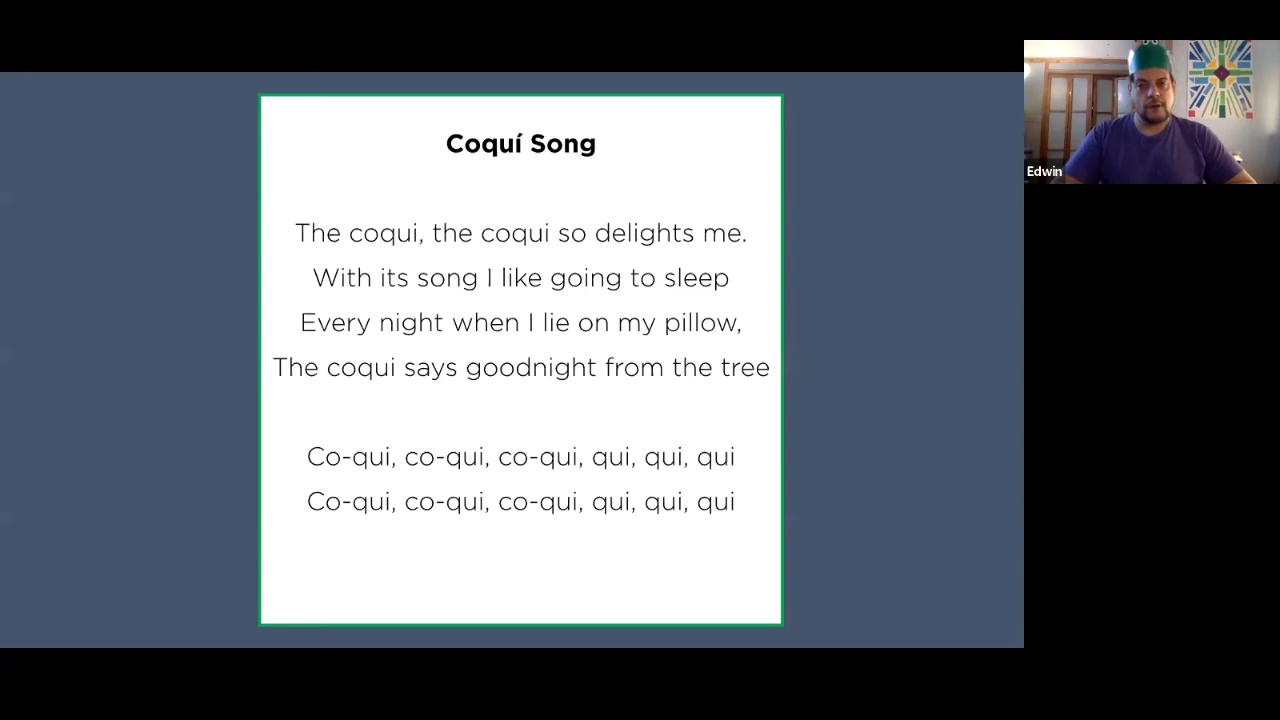 Coquí Song
The coqui, the coqui so delights me.
With its song I like going to sleep
Every night when I lie on my pillow,
The coqui says goodnight from the tree
Co-qui, co-qui, co-qui, qui, qui, qui
Co-qui, co-qui, co-qui, qui, qui, qui
Edwin